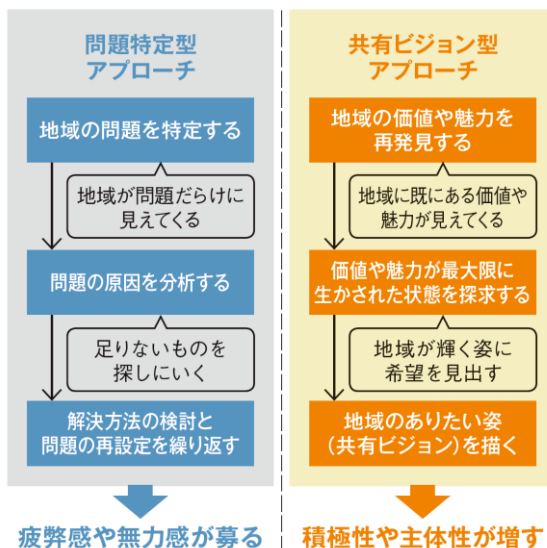 問題特定型
アプローチ
地域の問題を特定する
地域が問題だらけに
見えてくる
問題の原因を分析する
足りないものを
探しにいく
解決方法の検討と
問題の再設定を繰り返す
疲弊感や無力感が募る
共有ビジョン型
アプローチ
地域の価値や魅力を
再発見する
地域に既にある価値や
魅力が見えてくる
価値や魅力が最大限に
生かされた状態を探求する
地域が輝く姿に
希望を見出す
地域のありたい姿
（共有ビジョン）を描く
積極性や主体性が増す